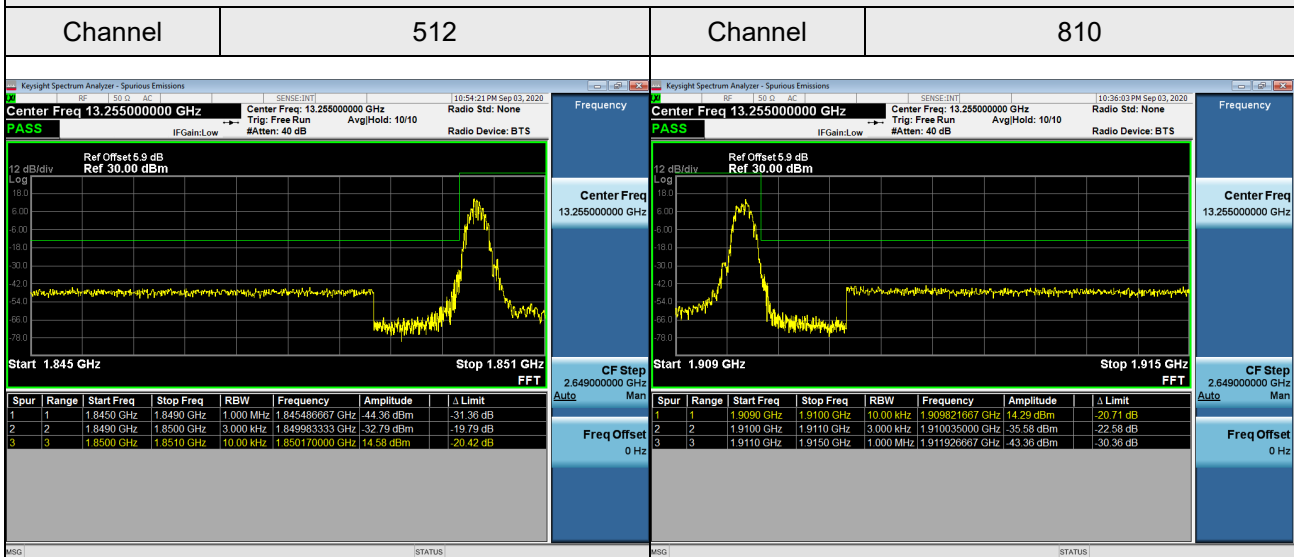 Channel 512 Channel 810
Keysight Spectrum Analyzer - Spurious Emissions
RF 50 Ω AC SENSE:INT 10:54:21 PM Sep 03, 2020
Center Freq 13.255000000 GHz Center Freq: 13.255000000 GHz Radio Std: None Frequency
Trig: Free Run Avg|Hold: 10/10
PASS IFGain:Low #Atten: 40 dB Radio Device: BTS
Ref Offset 5.9 dB
12 dB/div Ref 30.00 dBm
Log
18.0
6.00
-6.00
-18.0
-30.0
-42.0
-54.0
-66.0
-78.0
Start 1.845 GHz Stop 1.851 GHz
FFT
Spur Range Start Freq Stop Freq RBW Frequency Amplitude Δ Limit
1 1 1.8450 GHz 1.8490 GHz 1.000 MHz 1.845486667 GHz -44.36 dBm -31.36 dB
2 2 1.8490 GHz 1.8500 GHz 3.000 kHz 1.849983333 GHz -32.79 dBm -19.79 dB
3 3 1.8500 GHz 1.8510 GHz 10.00 kHz 1.850170000 GHz 14.58 dBm -20.42 dB
Center Freq
13.255000000 GHz
CF Step
2.649000000 GHz
Auto Man
Freq Offset
0 Hz
MSG STATUS
Keysight Spectrum Analyzer - Spurious Emissions
RF 50 Ω AC SENSE:INT 10:36:03 PM Sep 03, 2020
Center Freq 13.255000000 GHz Center Freq: 13.255000000 GHz Radio Std: None Frequency
Trig: Free Run Avg|Hold: 10/10
PASS IFGain:Low #Atten: 40 dB Radio Device: BTS
Ref Offset 5.9 dB
12 dB/div Ref 30.00 dBm
Log
18.0
6.00
-6.00
-18.0
-30.0
-42.0
-54.0
-66.0
-78.0
Start 1.909 GHz Stop 1.915 GHz
FFT
Spur Range Start Freq Stop Freq RBW Frequency Amplitude Δ Limit
1 1 1.9090 GHz 1.9100 GHz 10.00 kHz 1.909821667 GHz 14.29 dBm -20.71 dB
2 2 1.9100 GHz 1.9110 GHz 3.000 kHz 1.910035000 GHz -35.58 dBm -22.58 dB
3 3 1.9110 GHz 1.9150 GHz 1.000 MHz 1.911926667 GHz -43.36 dBm -30.36 dB
Center Freq
13.255000000 GHz
CF Step
2.649000000 GHz
Auto Man
Freq Offset
0 Hz
MSG STATUS